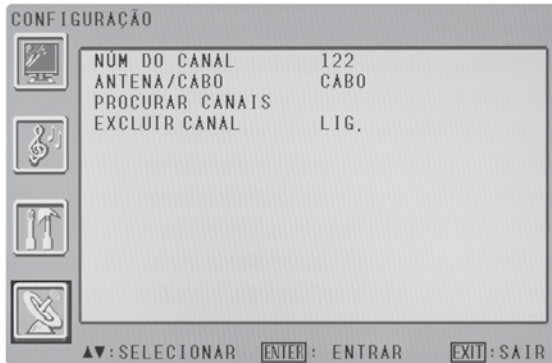 CONFIGURAÇÃO
NÚM DO CANAL 122
ANTENA/CABO CABO
PROCURAR CANAIS
EXCLUIR CANAL LIG.
▲▼:SELECIONAR ENTER: ENTRAR EXIT:SAIR